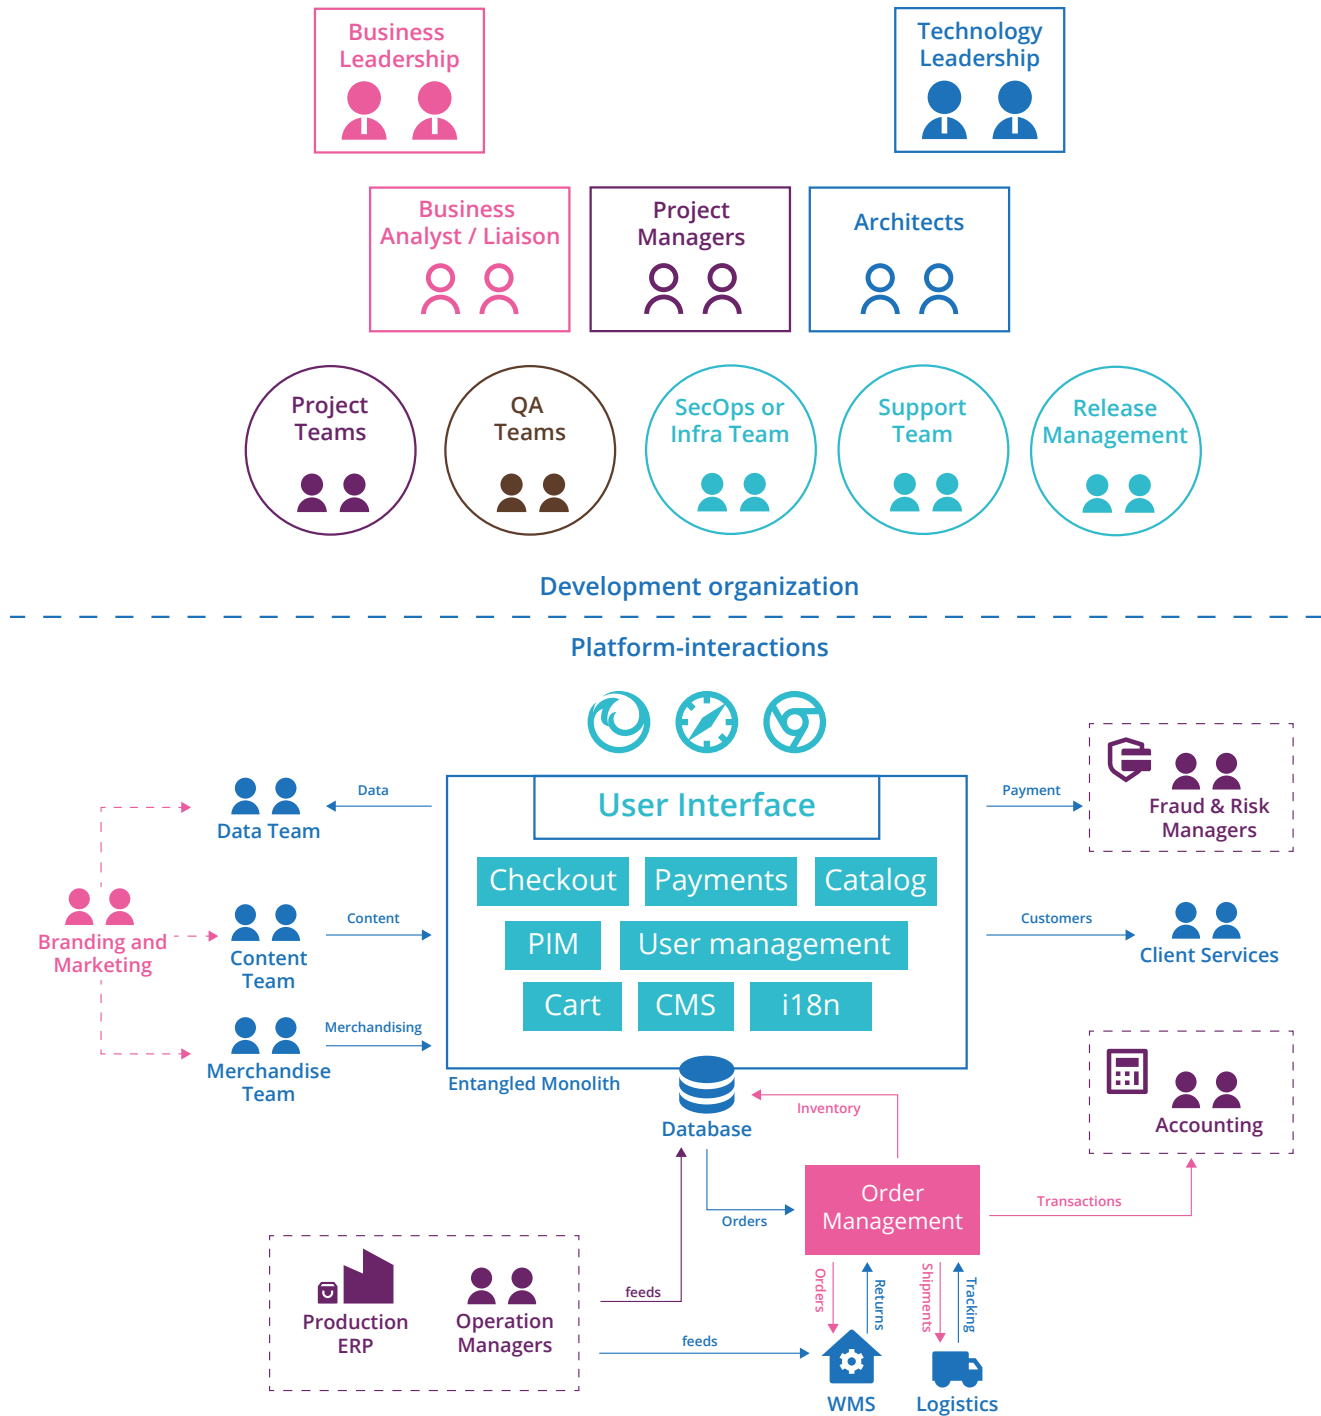 Business
Leadership
Technology
Leadership
Business
Analyst / Liaison
Project
Managers
Architects
Project
Teams
QA
Teams
SecOps or
Infra Team
Support
Team
Release
Management
Development organization
Platform-interactions
Data Team
Data
User Interface
Payment
Fraud & Risk
Managers
Checkout
Payments
Catalog
Branding and
Marketing
Content
Team
Content
PIM
User management
Customers
Client Services
Cart
CMS
i18n
Merchandise
Team
Merchandising
Entangled Monolith
Database
Inventory
Accounting
Order
Management
Orders
Transactions
Production
ERP
Operation
Managers
feeds
feeds
Orders
Returns
Shipments
Tracking
WMS
Logistics